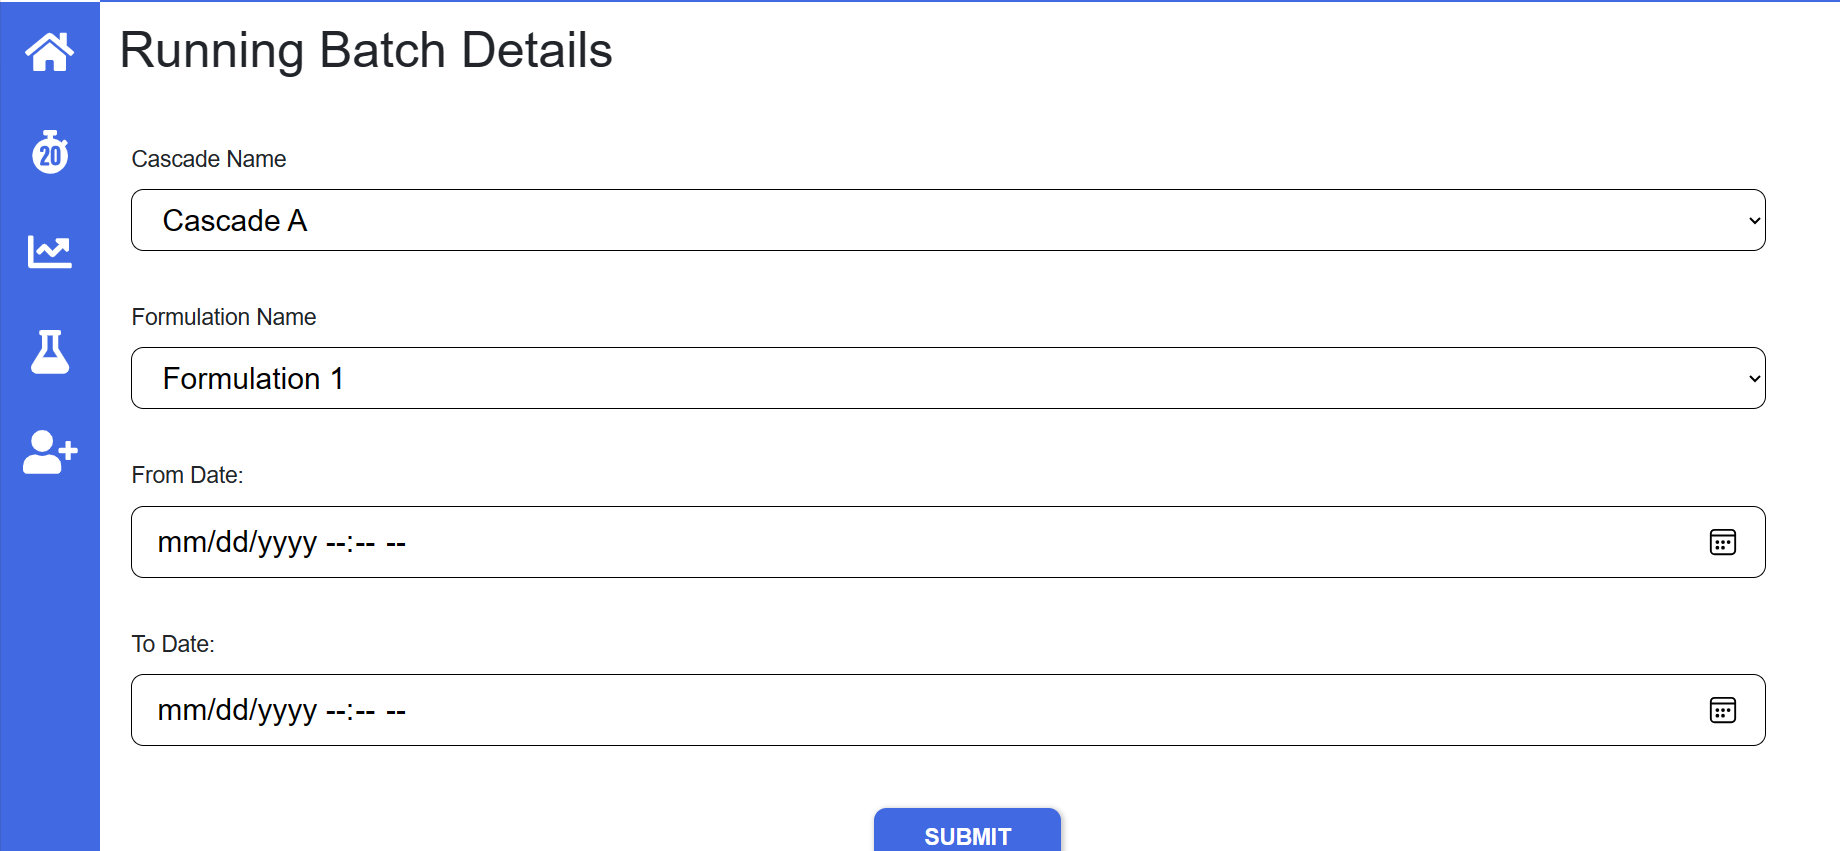 Running Batch Details
20
Cascade Name
Cascade A
Formulation Name
Formulation 1
From Date:
mm/dd/yyyy --:-- --
To Date:
mm/dd/yyyy --:-- --
SUBMIT